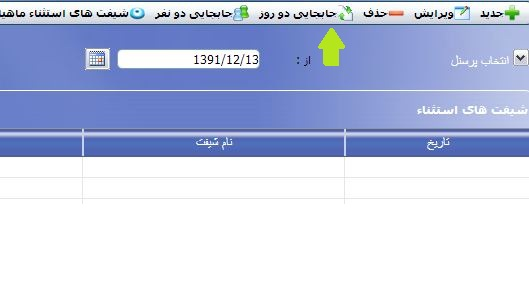 جدید ویرایش حذف جابجایی دو روز جابجایی دو نفر شیفت های استثناء
انتخاب پرسنل از : 1391/12/13
شیفت های استثناء
تاریخ نام شیفت